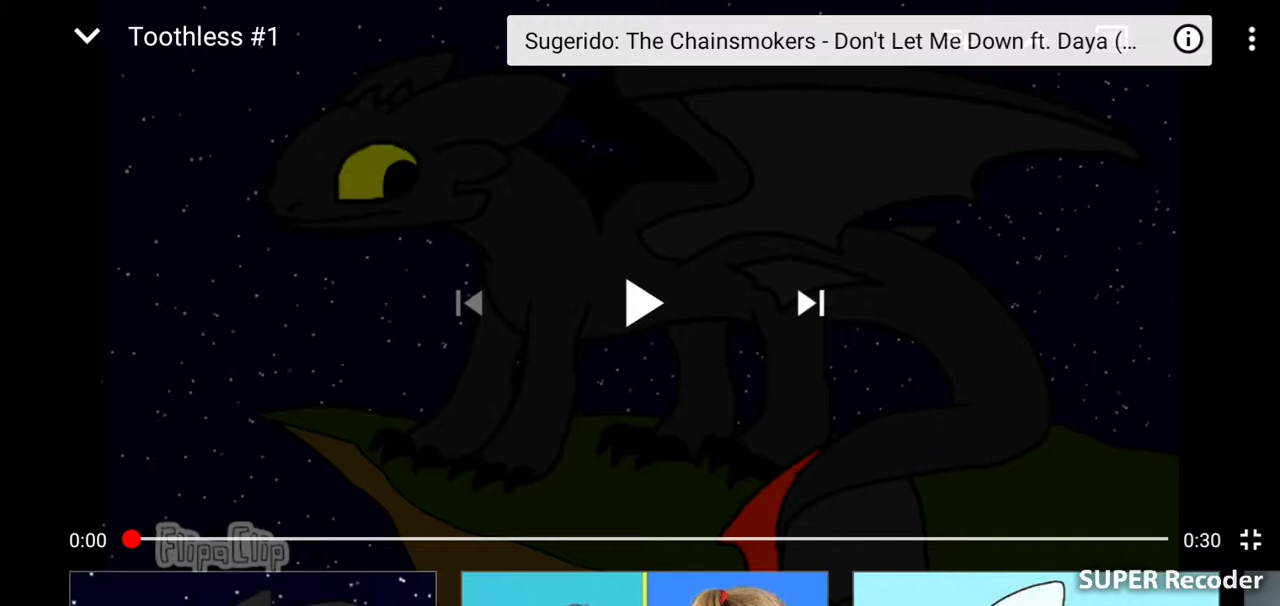 Toothless #1
Sugerido: The Chainsmokers - Don't Let Me Down ft. Daya (...
0:00
0:30
FlipaClip
SUPER Recoder